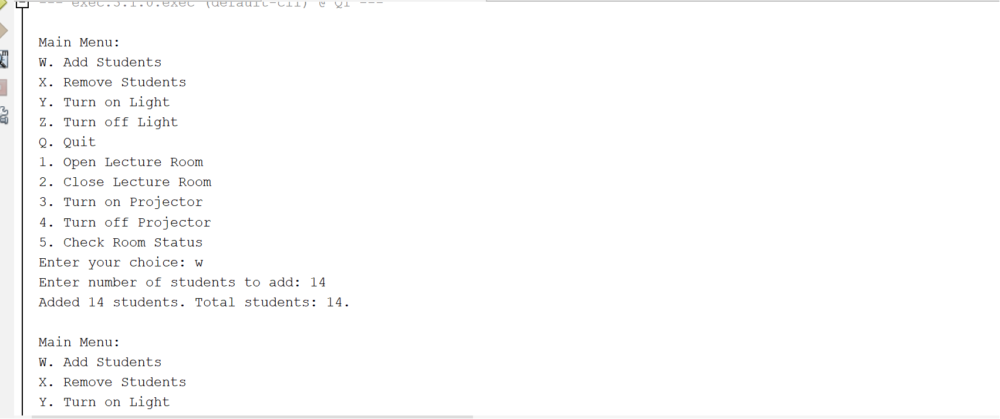 --- exec:3.1.0:exec (default-cli) @ Q1 ---
Main Menu:
W. Add Students
X. Remove Students
Y. Turn on Light
Z. Turn off Light
Q. Quit
1. Open Lecture Room
2. Close Lecture Room
3. Turn on Projector
4. Turn off Projector
5. Check Room Status
Enter your choice: w
Enter number of students to add: 14
Added 14 students. Total students: 14.
Main Menu:
W. Add Students
X. Remove Students
Y. Turn on Light